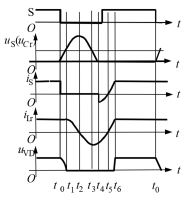 S
O
t
u_S(u_Cr)
O
t
i_S
O
t
i_Lr
O
t
u_VD
O
t_0 t_1 t_2 t_3 t_4 t_5 t_6 t_0 t